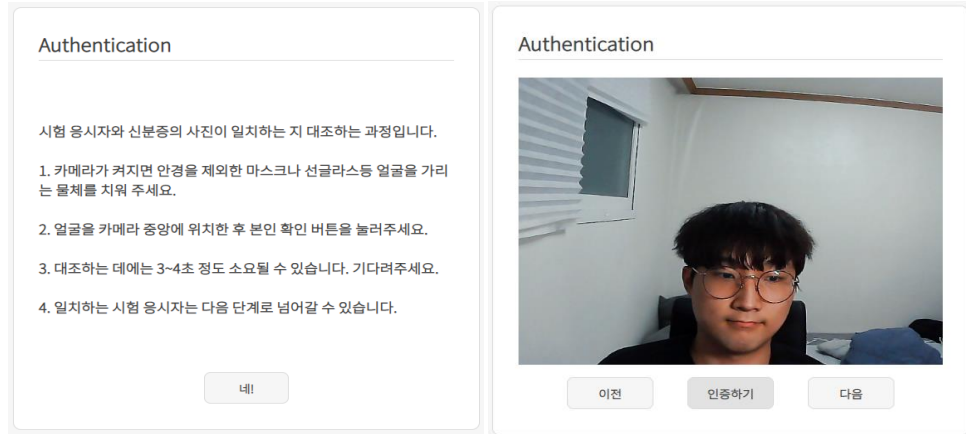 Authentication
시험 응시자와 신분증의 사진이 일치하는 지 대조하는 과정입니다.
1. 카메라가 켜지면 안경을 제외한 마스크나 선글라스등 얼굴을 가리
는 물체를 치워 주세요.
2. 얼굴을 카메라 중앙에 위치한 후 본인 확인 버튼을 눌러주세요.
3. 대조하는 데에는 3~4초 정도 소요될 수 있습니다. 기다려주세요.
4. 일치하는 시험 응시자는 다음 단계로 넘어갈 수 있습니다.
네!
Authentication
이전
인증하기
다음